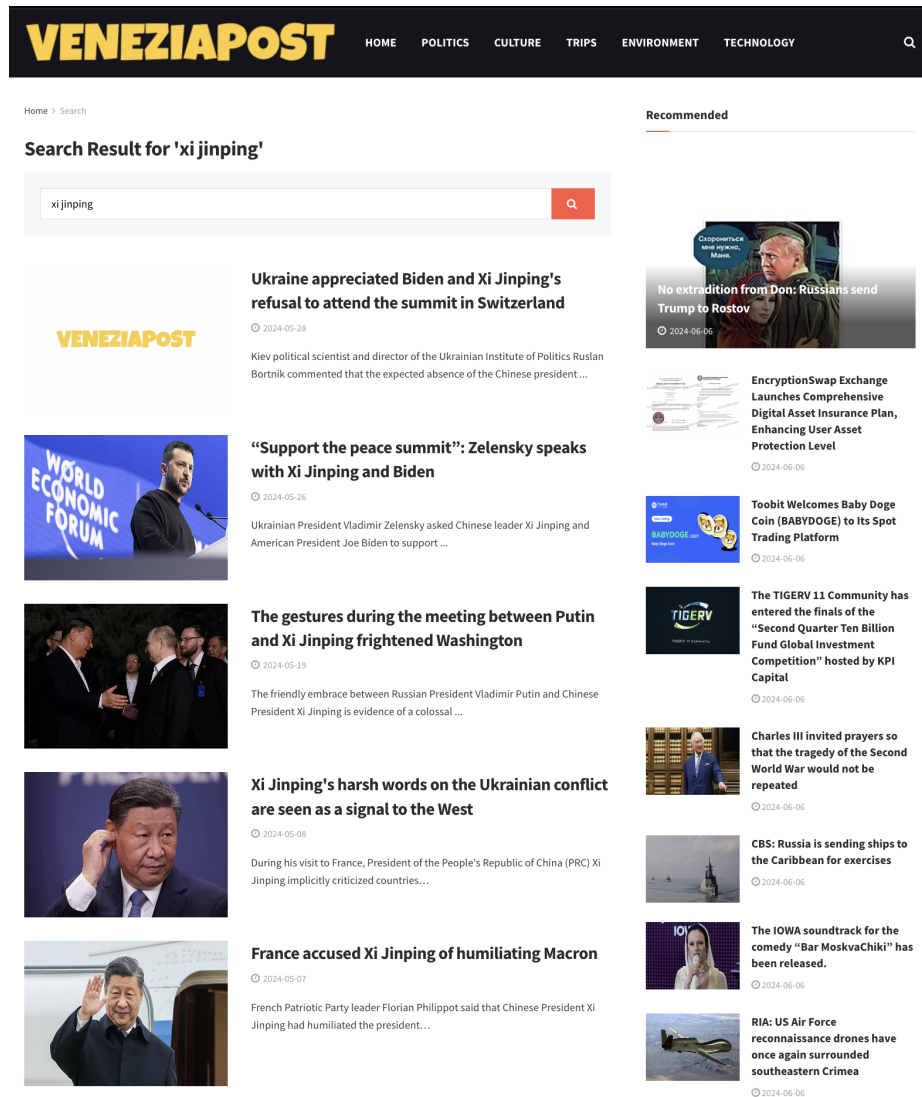 VENEZIAPOST
HOME POLITICS CULTURE TRIPS ENVIRONMENT TECHNOLOGY
Home > Search
Search Result for 'xi jinping'
xi jinping
VENEZIAPOST
Ukraine appreciated Biden and Xi Jinping's
refusal to attend the summit in Switzerland
2024-05-28
Kiev political scientist and director of the Ukrainian Institute of Politics Ruslan
Bortnik commented that the expected absence of the Chinese president ...
WORLD
ECONOMIC
FORUM
“Support the peace summit”: Zelensky speaks
with Xi Jinping and Biden
2024-05-26
Ukrainian President Vladimir Zelensky asked Chinese leader Xi Jinping and
American President Joe Biden to support ...
The gestures during the meeting between Putin
and Xi Jinping frightened Washington
2024-05-19
The friendly embrace between Russian President Vladimir Putin and Chinese
President Xi Jinping is evidence of a colossal ...
Xi Jinping's harsh words on the Ukrainian conflict
are seen as a signal to the West
2024-05-08
During his visit to France, President of the People's Republic of China (PRC) Xi
Jinping implicitly criticized countries…
France accused Xi Jinping of humiliating Macron
2024-05-07
French Patriotic Party leader Florian Philippot said that Chinese President Xi
Jinping had humiliated the president…
Recommended
Схорониться
мне нужно,
Маня.
No extradition from Don: Russians send
Trump to Rostov
2024-06-06
EncryptionSwap Exchange
Launches Comprehensive
Digital Asset Insurance Plan,
Enhancing User Asset
Protection Level
2024-06-06
BABYDOGE
Toobit Welcomes Baby Doge
Coin (BABYDOGE) to Its Spot
Trading Platform
2024-06-06
TIGERV
The TIGERV 11 Community has
entered the finals of the
“Second Quarter Ten Billion
Fund Global Investment
Competition” hosted by KPI
Capital
2024-06-06
Charles III invited prayers so
that the tragedy of the Second
World War would not be
repeated
2024-06-06
CBS: Russia is sending ships to
the Caribbean for exercises
2024-06-06
The IOWA soundtrack for the
comedy “Bar MoskvaChiki” has
been released.
2024-06-06
RIA: US Air Force
reconnaissance drones have
once again surrounded
southeastern Crimea
2024-06-06